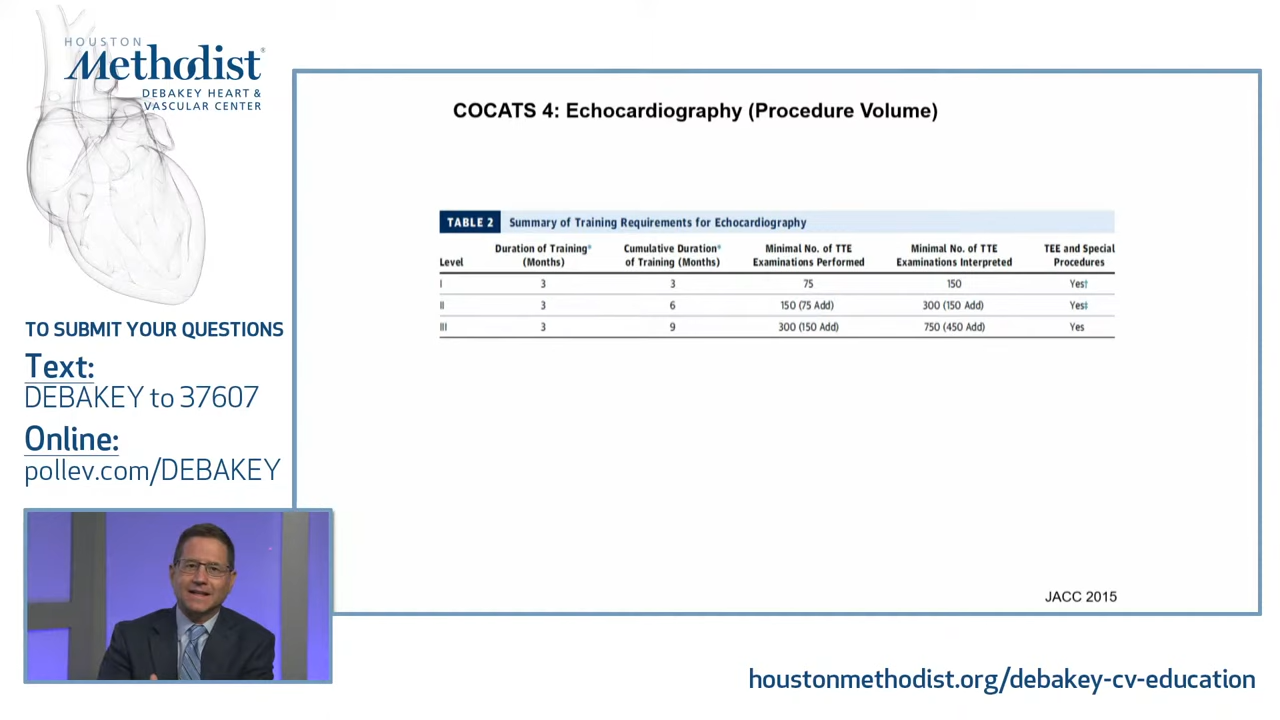 HOUSTON
Methodist®
DEBAKEY HEART &
VASCULAR CENTER
TO SUBMIT YOUR QUESTIONS
Text:
DEBAKEY to 37607
Online:
pollev.com/DEBAKEY
COCATS 4: Echocardiography (Procedure Volume)
TABLE 2 Summary of Training Requirements for Echocardiography
Level Duration of Training* (Months) Cumulative Duration* of Training (Months) Minimal No. of TTE Examinations Performed Minimal No. of TTE Examinations Interpreted TEE and Special Procedures
I 3 3 75 150 Yes†
II 3 6 150 (75 Add) 300 (150 Add) Yes‡
III 3 9 300 (150 Add) 750 (450 Add) Yes
JACC 2015
houstonmethodist.org/debakey-cv-education